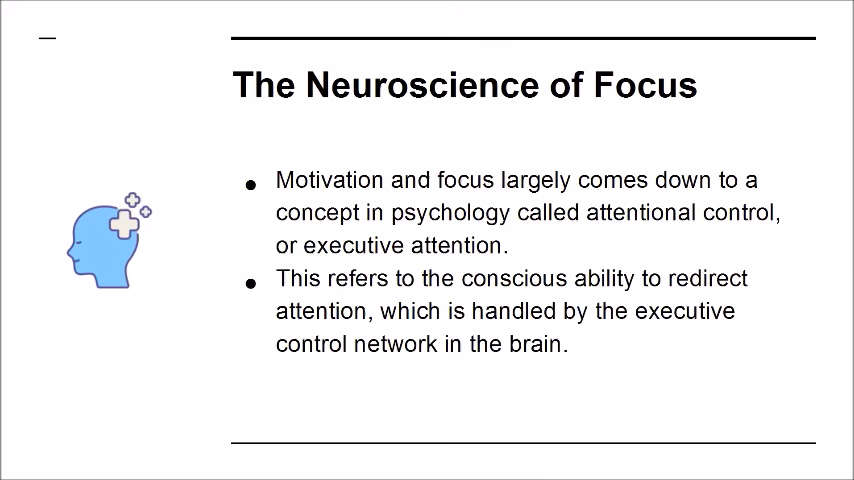 The Neuroscience of Focus
● Motivation and focus largely comes down to a
concept in psychology called attentional control,
or executive attention.
● This refers to the conscious ability to redirect
attention, which is handled by the executive
control network in the brain.